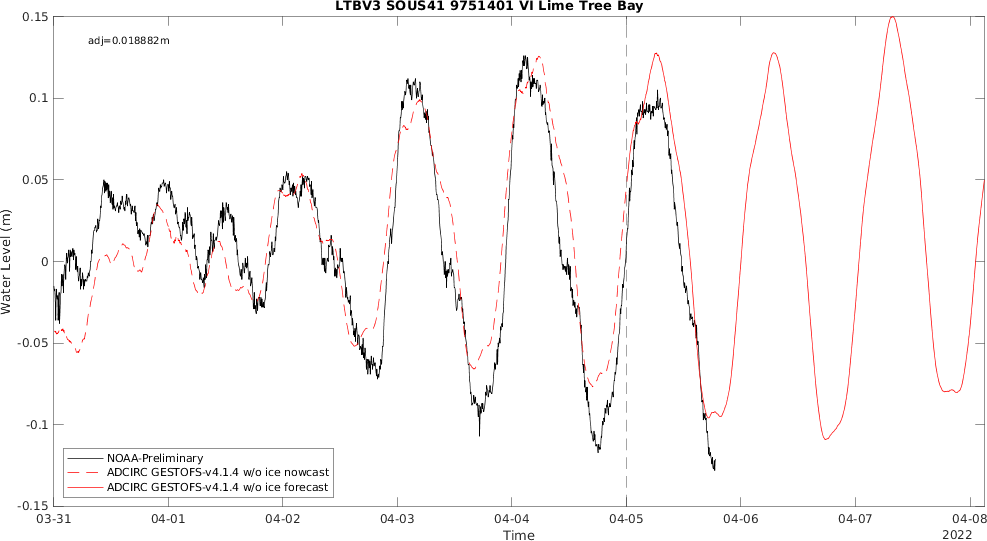 LTBV3 SOUS41 9751401 VI Lime Tree Bay
adj=0.018882m
0.15
0.1
0.05
0
-0.05
-0.1
-0.15
Water Level (m)
NOAA-Preliminary
ADCIRC GESTOFS-v4.1.4 w/o ice nowcast
ADCIRC GESTOFS-v4.1.4 w/o ice forecast
03-31 04-01 04-02 04-03 04-04 04-05 04-06 04-07 04-08
Time
2022